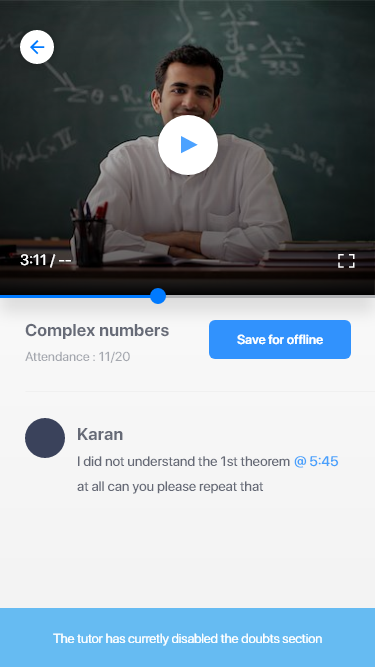 3:11 / --
Complex numbers
Save for offline
Attendance : 11/20
Karan
I did not understand the 1st theorem @ 5:45
at all can you please repeat that
The tutor has curretly disabled the doubts section